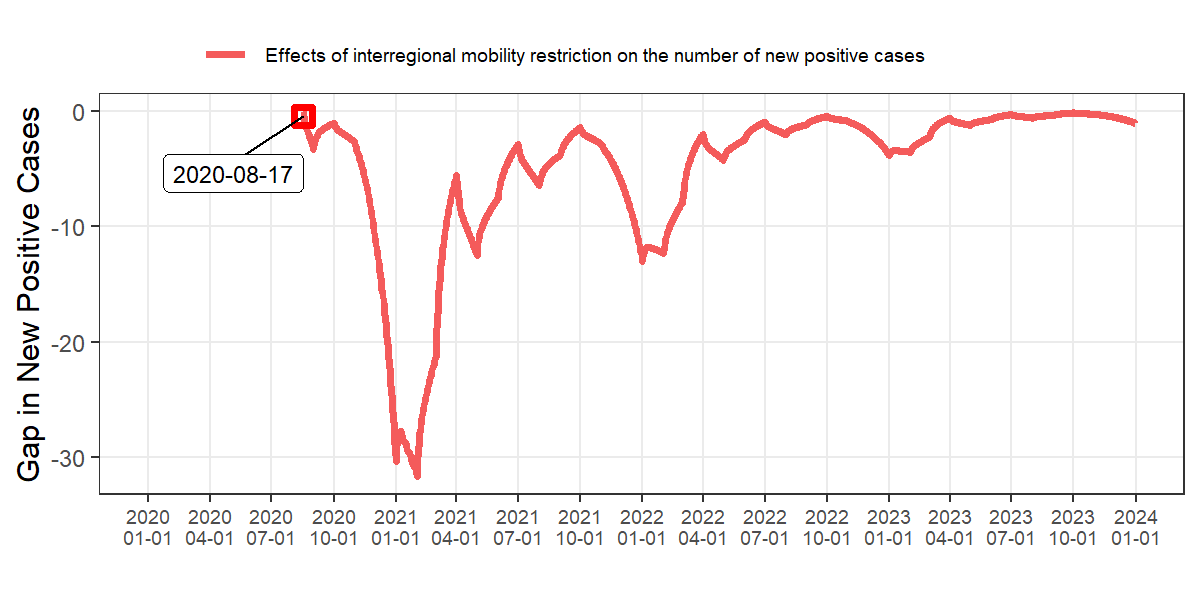 Effects of interregional mobility restriction on the number of new positive cases
Gap in New Positive Cases
0
-10
-20
-30
2020-08-17
2020 2020 2020 2020 2021 2021 2021 2021 2022 2022 2022 2022 2023 2023 2023 2023 2024
01-01 04-01 07-01 10-01 01-01 04-01 07-01 10-01 01-01 04-01 07-01 10-01 01-01 04-01 07-01 10-01 01-01